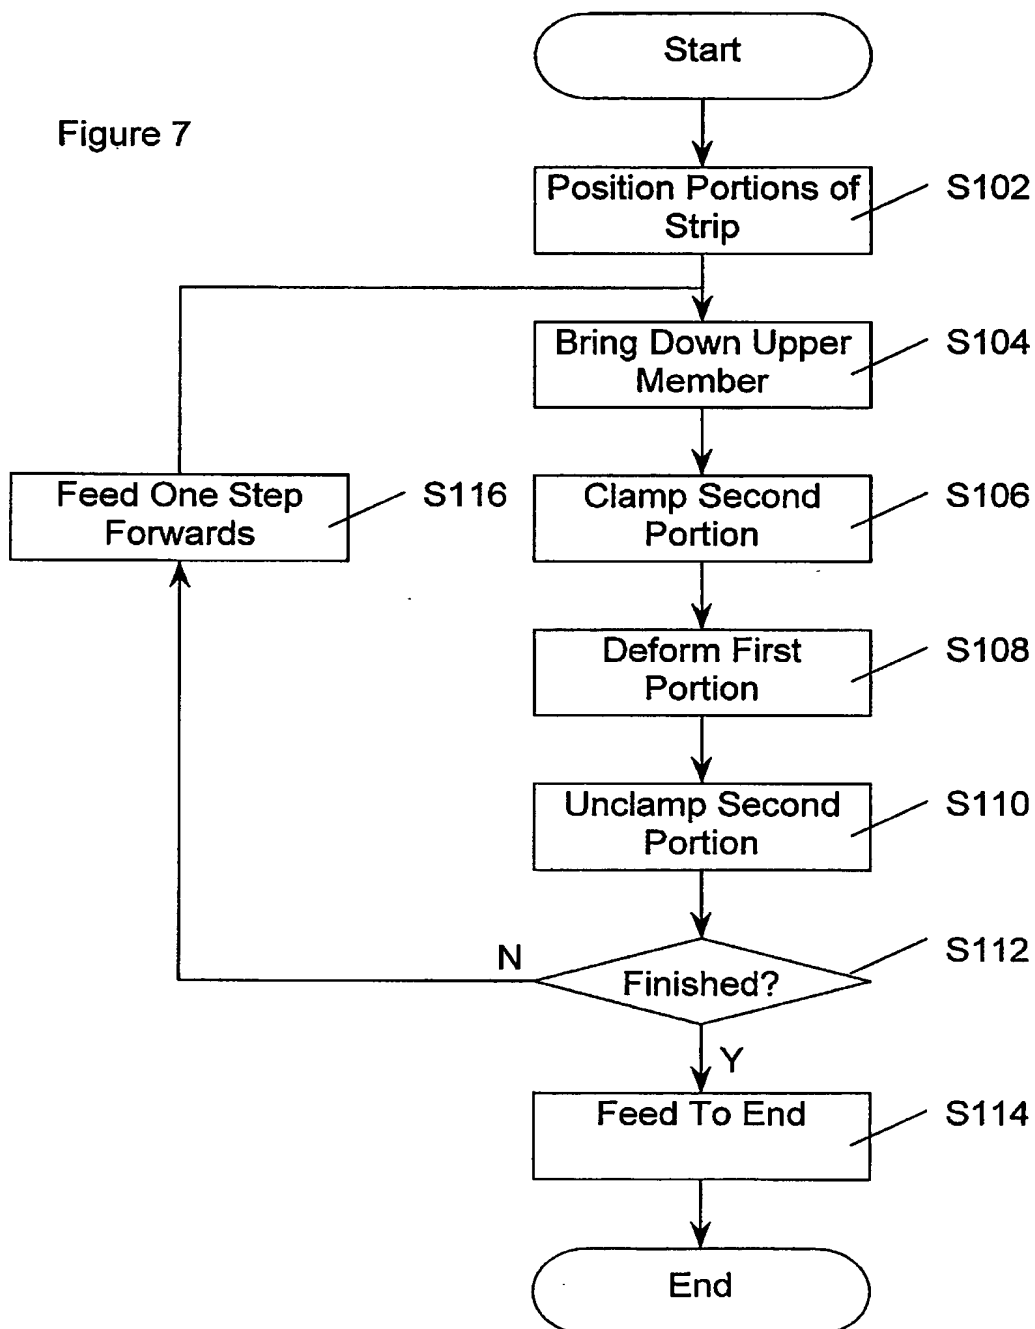 Start
Figure 7
Position Portions of
Strip
S102
Bring Down Upper
Member
S104
Feed One Step
Forwards
S116
Clamp Second
Portion
S106
Deform First
Portion
S108
Unclamp Second
Portion
S110
N
Finished?
S112
Y
Feed To End
S114
End